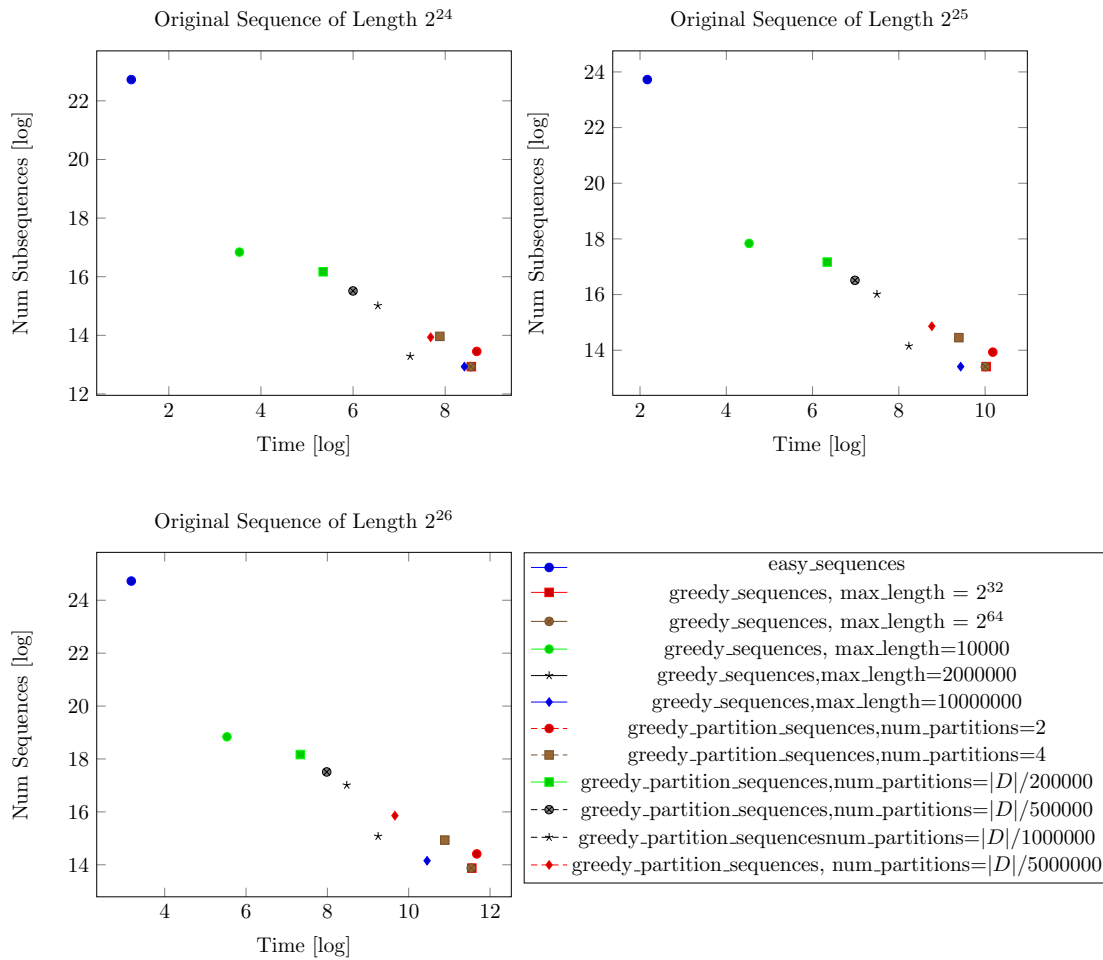 Original Sequence of Length 2^24
Num Subsequences [log]
22
20
18
16
14
12
2 4 6 8
Time [log]
Original Sequence of Length 2^25
Num Subsequences [log]
24
22
20
18
16
14
2 4 6 8 10
Time [log]
Original Sequence of Length 2^26
Num Sequences [log]
24
22
20
18
16
14
4 6 8 10 12
Time [log]
easy_sequences
greedy_sequences, max_length = 2^32
greedy_sequences, max_length = 2^64
greedy_sequences, max_length=10000
greedy_sequences,max_length=2000000
greedy_sequences,max_length=10000000
greedy_partition_sequences,num_partitions=2
greedy_partition_sequences,num_partitions=4
greedy_partition_sequences,num_partitions=|D|/200000
greedy_partition_sequences,num_partitions=|D|/500000
greedy_partition_sequencesnum_partitions=|D|/1000000
greedy_partition_sequences, num_partitions=|D|/5000000